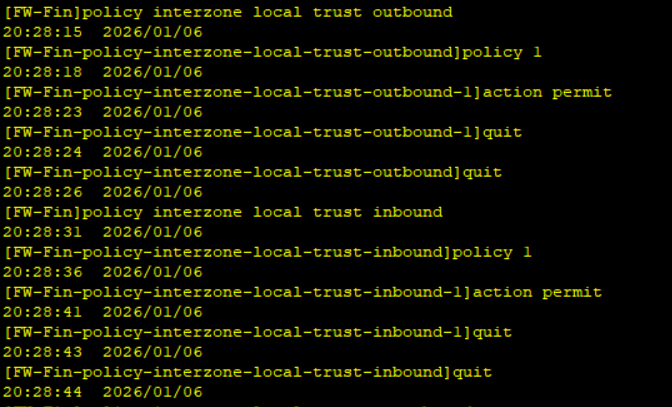 [FW-Fin]policy interzone local trust outbound
20:28:15  2026/01/06
[FW-Fin-policy-interzone-local-trust-outbound]policy 1
20:28:18  2026/01/06
[FW-Fin-policy-interzone-local-trust-outbound-1]action permit
20:28:23  2026/01/06
[FW-Fin-policy-interzone-local-trust-outbound-1]quit
20:28:24  2026/01/06
[FW-Fin-policy-interzone-local-trust-outbound]quit
20:28:26  2026/01/06
[FW-Fin]policy interzone local trust inbound
20:28:31  2026/01/06
[FW-Fin-policy-interzone-local-trust-inbound]policy 1
20:28:36  2026/01/06
[FW-Fin-policy-interzone-local-trust-inbound-1]action permit
20:28:41  2026/01/06
[FW-Fin-policy-interzone-local-trust-inbound-1]quit
20:28:43  2026/01/06
[FW-Fin-policy-interzone-local-trust-inbound]quit
20:28:44  2026/01/06